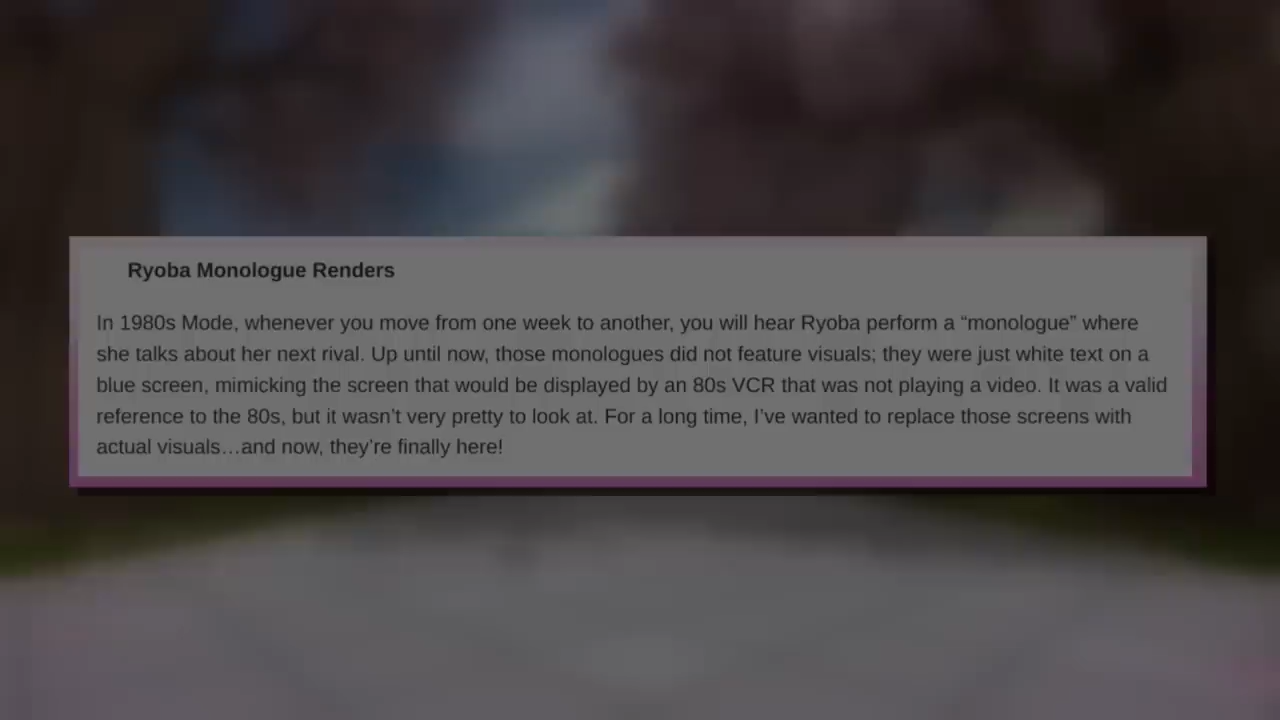 Ryoba Monologue Renders
In 1980s Mode, whenever you move from one week to another, you will hear Ryoba perform a “monologue” where
she talks about her next rival. Up until now, those monologues did not feature visuals; they were just white text on a
blue screen, mimicking the screen that would be displayed by an 80s VCR that was not playing a video. It was a valid
reference to the 80s, but it wasn’t very pretty to look at. For a long time, I’ve wanted to replace those screens with
actual visuals…and now, they’re finally here!